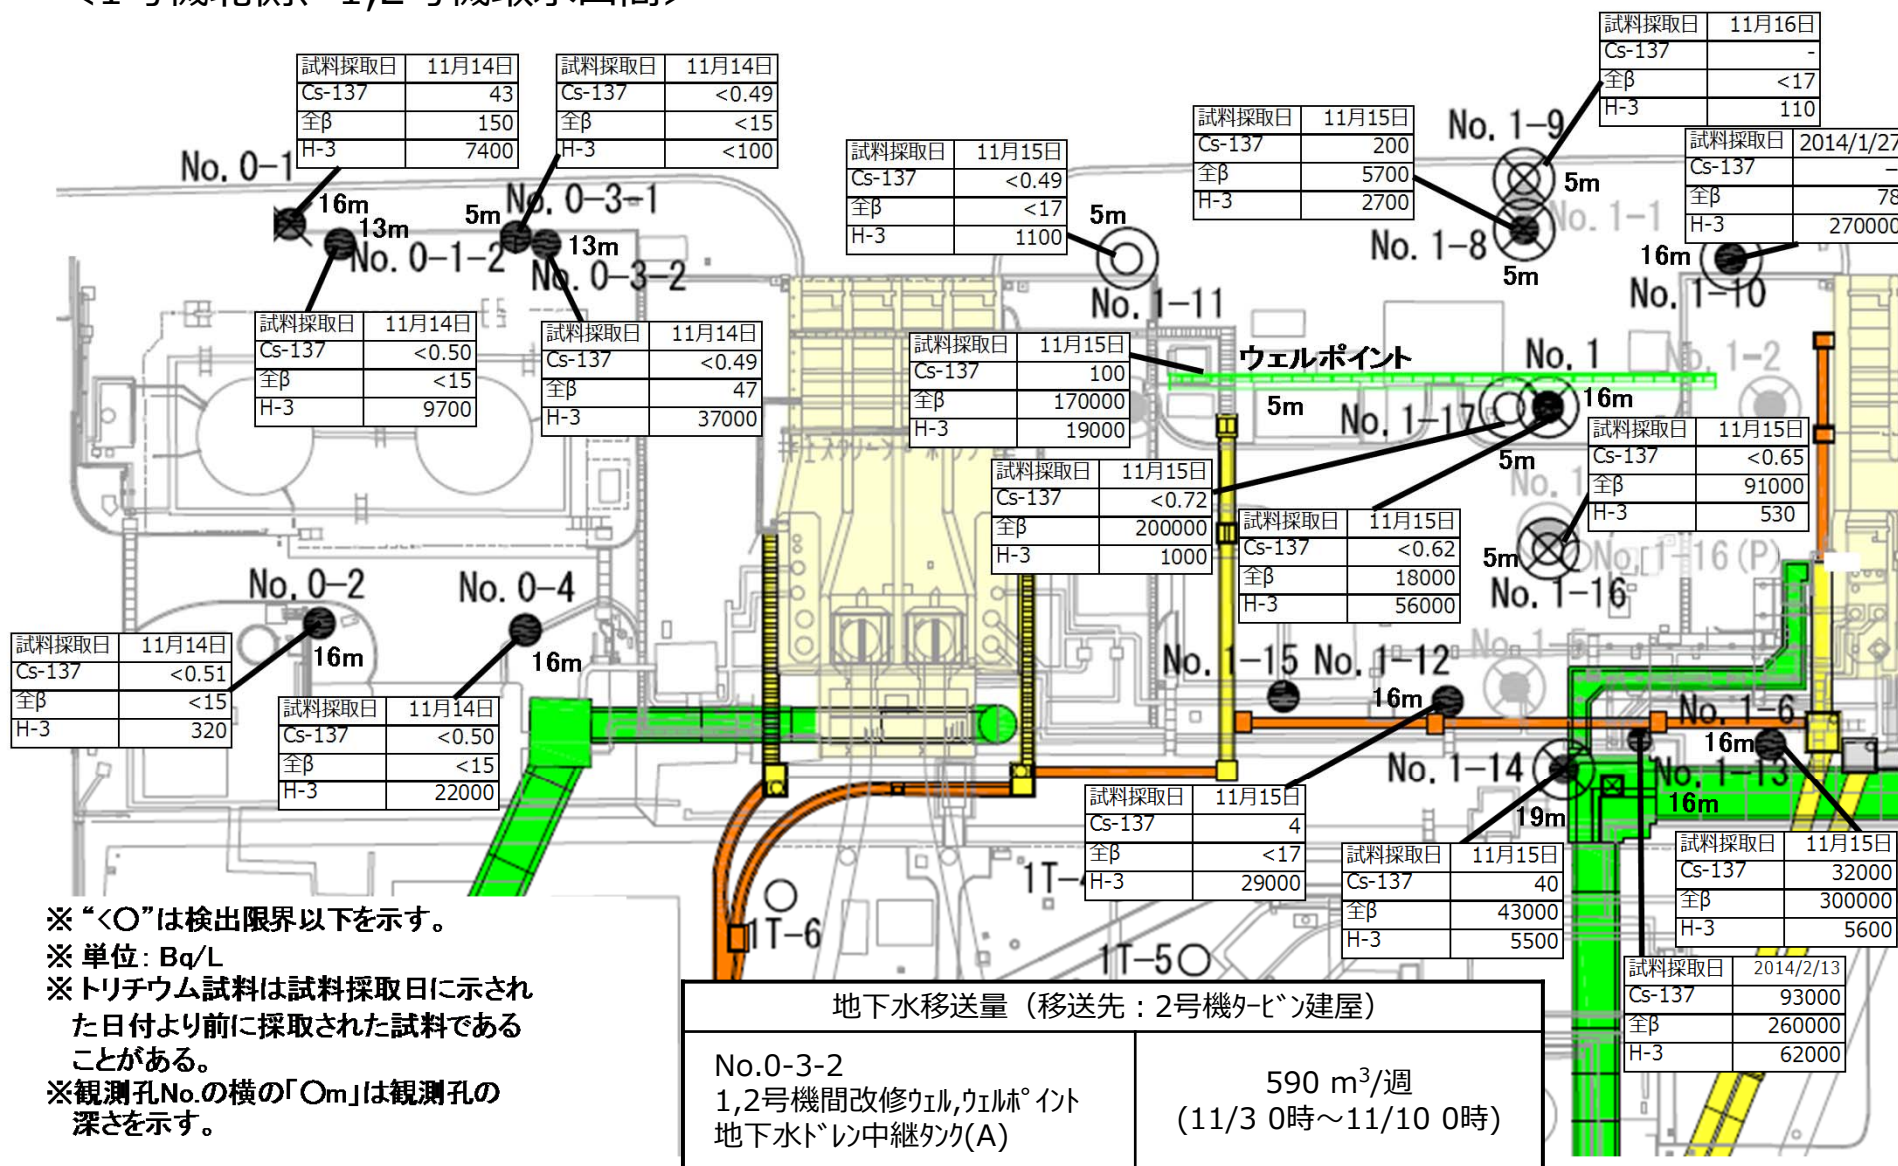 試料採取日 11月14日
Cs-137 43
全β 150
H-3 7400
試料採取日 11月14日
Cs-137 <0.49
全β <15
H-3 <100
試料採取日 11月16日
Cs-137 -
全β <17
H-3 110
試料採取日 11月15日
Cs-137 200
全β 5700
H-3 2700
試料採取日 11月15日
Cs-137 <0.49
全β <17
H-3 1100
試料採取日 2014/1/27
Cs-137 –
全β 78
H-3 270000
No. 0-1
16m
13m
No. 0-1-2
5m
No. 0-3-1
13m
No. 0-3-2
5m
No. 1-11
No. 1-9
5m
No. 1-1
No. 1-8
5m
16m
No. 1-10
試料採取日 11月14日
Cs-137 <0.50
全β <15
H-3 9700
試料採取日 11月14日
Cs-137 <0.49
全β 47
H-3 37000
試料採取日 11月15日
Cs-137 100
全β 170000
H-3 19000
ウェルポイント
5m
No. 1
16m
No. 1-2
No. 1-17
5m
試料採取日 11月15日
Cs-137 <0.65
全β 91000
H-3 530
試料採取日 11月15日
Cs-137 <0.72
全β 200000
H-3 1000
試料採取日 11月15日
Cs-137 <0.62
全β 18000
H-3 56000
5m
No. 1-16
No. 1-16(P)
No. 0-2
16m
No. 0-4
16m
試料採取日 11月14日
Cs-137 <0.51
全β <15
H-3 320
試料採取日 11月14日
Cs-137 <0.50
全β <15
H-3 22000
No. 1-15
No. 1-12
16m
No. 1-5
No. 1-6
16m
No. 1-14
19m
No. 1-13
16m
試料採取日 11月15日
Cs-137 4
全β <17
H-3 29000
試料採取日 11月15日
Cs-137 40
全β 43000
H-3 5500
試料採取日 11月15日
Cs-137 32000
全β 300000
H-3 5600
試料採取日 2014/2/13
Cs-137 93000
全β 260000
H-3 62000
1T-6
1T-5
※ “<〇”は検出限界以下を示す。
※ 単位: Bq/L
※ トリチウム試料は試料採取日に示され
た日付より前に採取された試料である
ことがある。
※観測孔No.の横の「〇m」は観測孔の
深さを示す。
地下水移送量（移送先：2号機ﾀｰﾋﾞﾝ建屋）
No.0-3-2
1,2号機間改修ｳｪﾙ,ｳｪﾙﾎﾟｲﾝﾄ
地下水ﾄﾞﾚﾝ中継ﾀﾝｸ(A)
590 m³/週
(11/3 0時～11/10 0時)